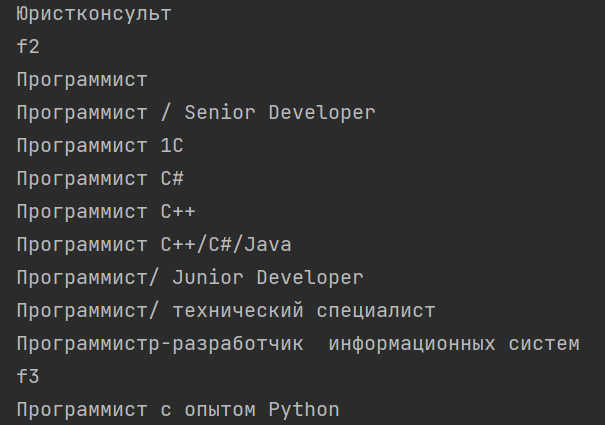 Юристконсульт
f2
Программист
Программист / Senior Developer
Программист 1C
Программист C#
Программист C++
Программист C++/C#/Java
Программист/ Junior Developer
Программист/ технический специалист
Программистр-разработчик  информационных систем
f3
Программист с опытом Python